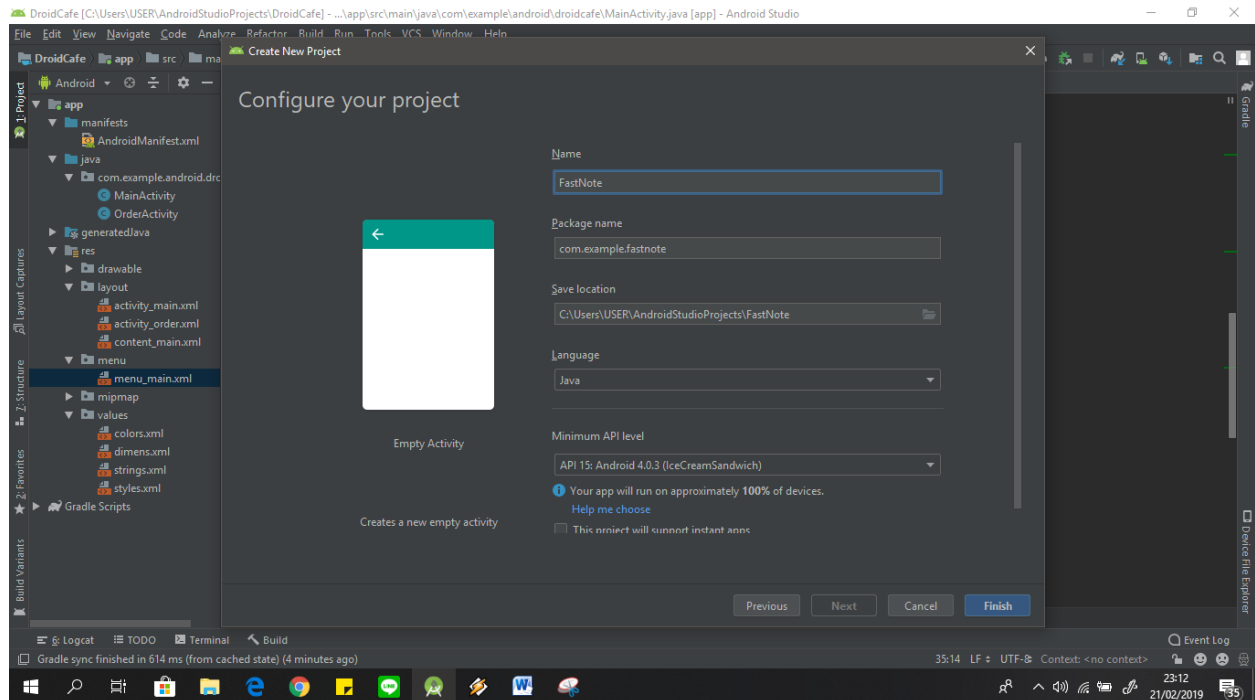 DroidCafe [C:\Users\USER\AndroidStudioProjects\DroidCafe] - ...\app\src\main\java\com\example\android\droidcafe\MainActivity.java [app] - Android Studio
File Edit View Navigate Code Analyze Refactor Build Run Tools VCS Window Help
DroidCafe app src ma
Create New Project
Android
1: Project
Gradle
Configure your project
app
manifests
AndroidManifest.xml
java
com.example.android.drc
MainActivity
OrderActivity
generatedJava
res
drawable
layout
activity_main.xml
activity_order.xml
content_main.xml
menu
menu_main.xml
mipmap
values
colors.xml
dimens.xml
strings.xml
styles.xml
Gradle Scripts
Layout Captures
7: Structure
2: Favorites
Build Variants
Name
FastNote
Package name
com.example.fastnote
Save location
C:\Users\USER\AndroidStudioProjects\FastNote
Language
Java
Empty Activity
Minimum API level
API 15: Android 4.0.3 (IceCreamSandwich)
Your app will run on approximately 100% of devices.
Help me choose
Creates a new empty activity
This project will support instant apps
Device File Explorer
Previous Next Cancel Finish
6: Logcat TODO Terminal Build
Event Log
Gradle sync finished in 614 ms (from cached state) (4 minutes ago)
35:14 LF UTF-8 Context: <no context>
LINE
W
23:12
21/02/2019
35